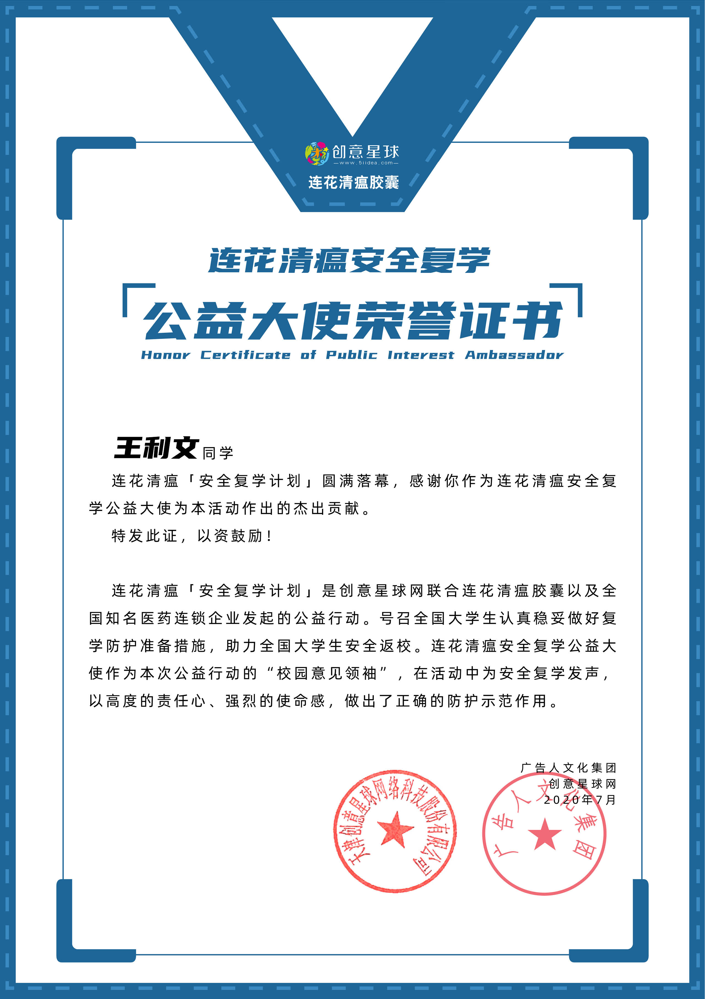 创意星球
—www.5iidea.com—
连花清瘟胶囊
连花清瘟安全复学
公益大使荣誉证书
Honor Certificate of Public Interest Ambassador
王利文同学
连花清瘟「安全复学计划」圆满落幕，感谢你作为连花清瘟安全复
学公益大使为本活动作出的杰出贡献。
特发此证，以资鼓励！
连花清瘟「安全复学计划」是创意星球网联合连花清瘟胶囊以及全
国知名医药连锁企业发起的公益行动。号召全国大学生认真稳妥做好复
学防护准备措施，助力全国大学生安全返校。连花清瘟安全复学公益大
使作为本次公益行动的“校园意见领袖”，在活动中为安全复学发声，
以高度的责任心、强烈的使命感，做出了正确的防护示范作用。
广告人文化集团
创意星球网
2020年7月
天津创意星球网络科技股份有限公司
广告人文化集团